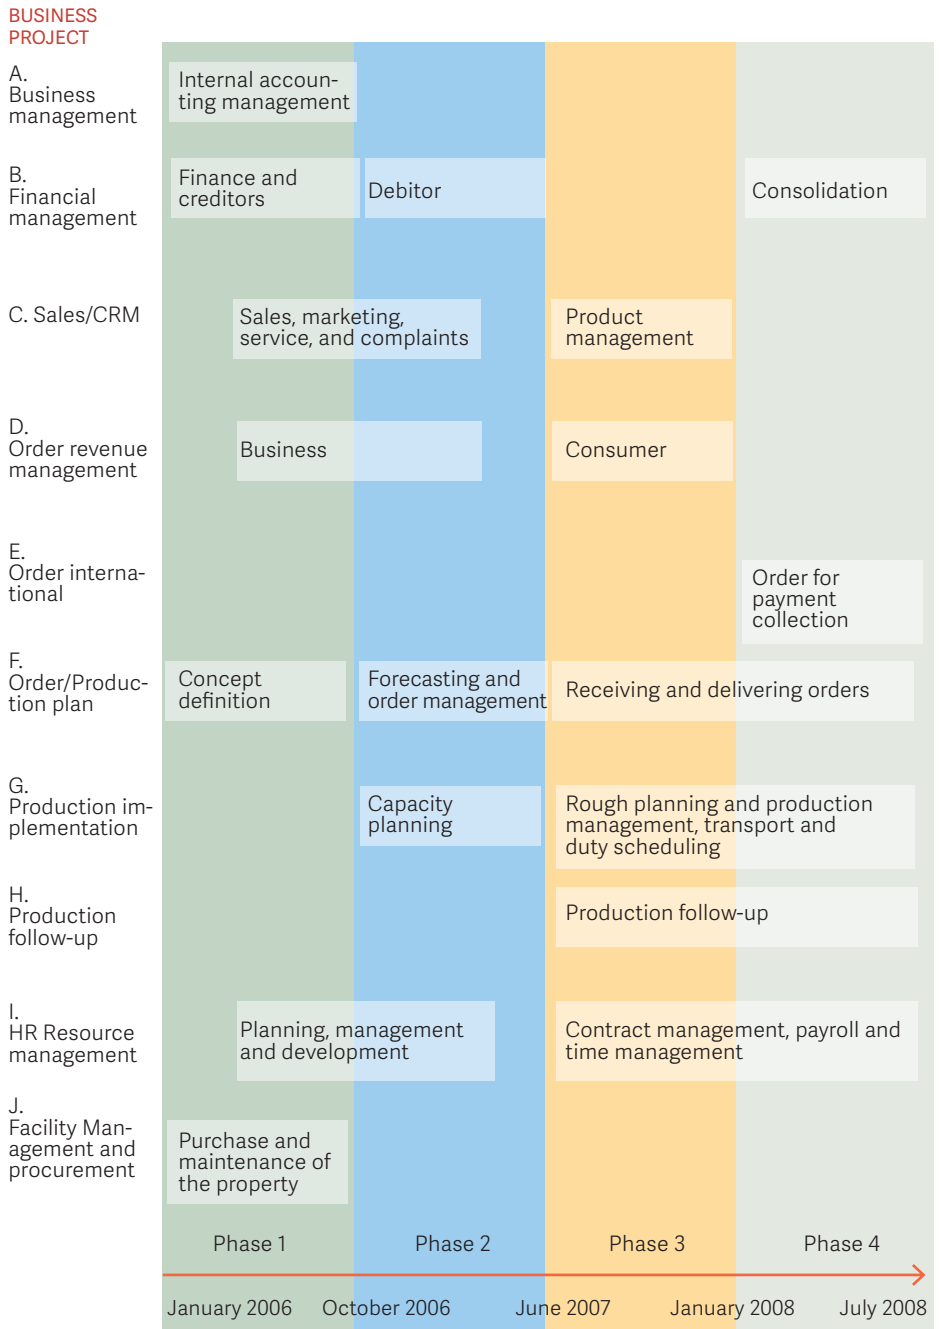 BUSINESS
PROJECT
A.
Business
management
Internal accoun-
ting management
B.
Financial
management
Finance and
creditors
Debitor
Consolidation
C. Sales/CRM
Sales, marketing,
service, and complaints
Product
management
D.
Order revenue
management
Business
Consumer
E.
Order interna-
tional
Order for
payment
collection
F.
Order/Produc-
tion plan
Concept
definition
Forecasting and
order management
Receiving and delivering orders
G.
Production im-
plementation
Capacity
planning
Rough planning and production
management, transport and
duty scheduling
H.
Production
follow-up
Production follow-up
I.
HR Resource
management
Planning, management
and development
Contract management, payroll and
time management
J.
Facility Man-
agement and
procurement
Purchase and
maintenance of
the property
Phase 1 Phase 2 Phase 3 Phase 4
January 2006 October 2006 June 2007 January 2008 July 2008